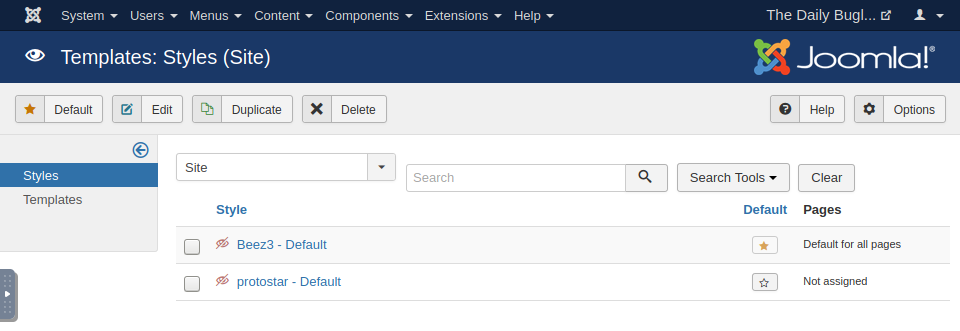 System Users Menus Content Components Extensions Help The Daily Bugl...
Templates: Styles (Site) Joomla!®
Default Edit Duplicate Delete Help Options
Styles
Templates
Site
Search Search Tools Clear
Style Default Pages
Beez3 - Default Default for all pages
protostar - Default Not assigned